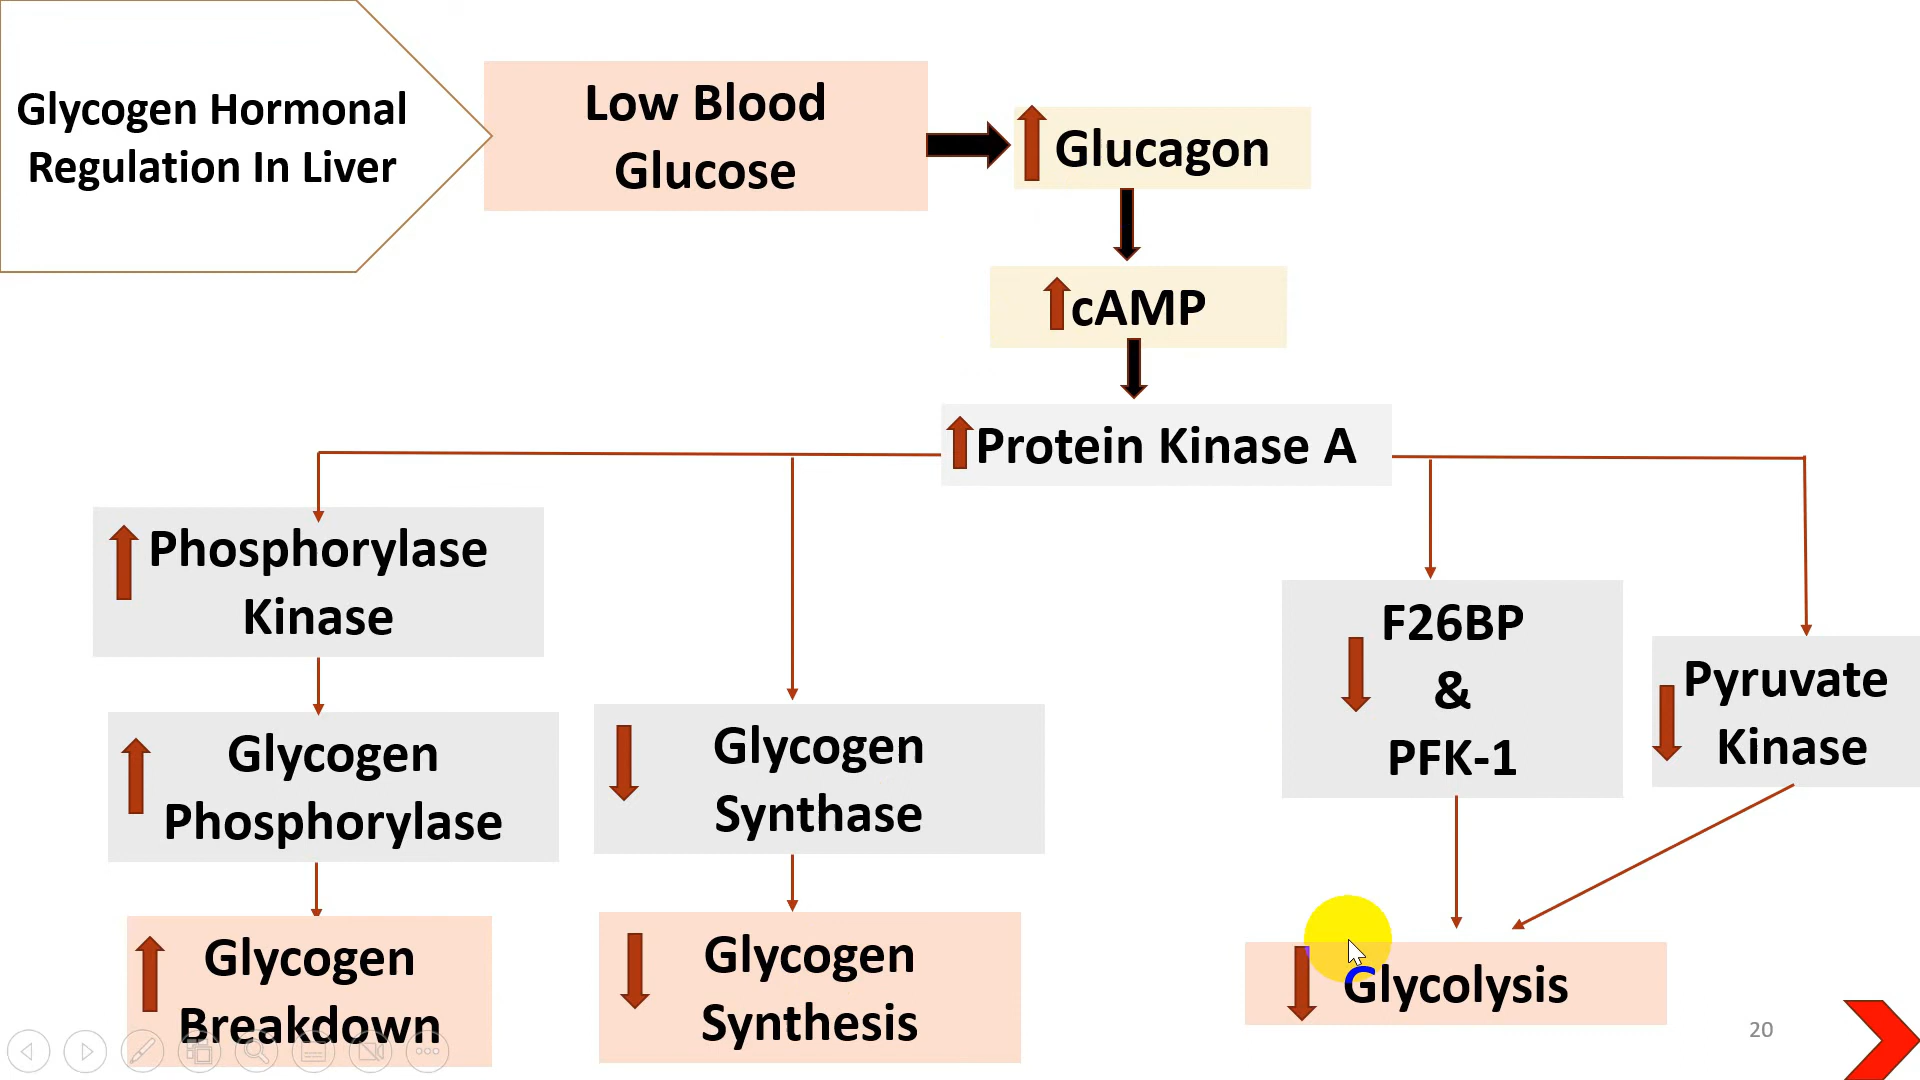 Glycogen Hormonal
Regulation In Liver
Low Blood
Glucose
Glucagon
cAMP
Protein Kinase A
Phosphorylase
Kinase
Glycogen
Phosphorylase
Glycogen
Breakdown
Glycogen
Synthase
Glycogen
Synthesis
F26BP
&
PFK-1
Pyruvate
Kinase
Glycolysis
20